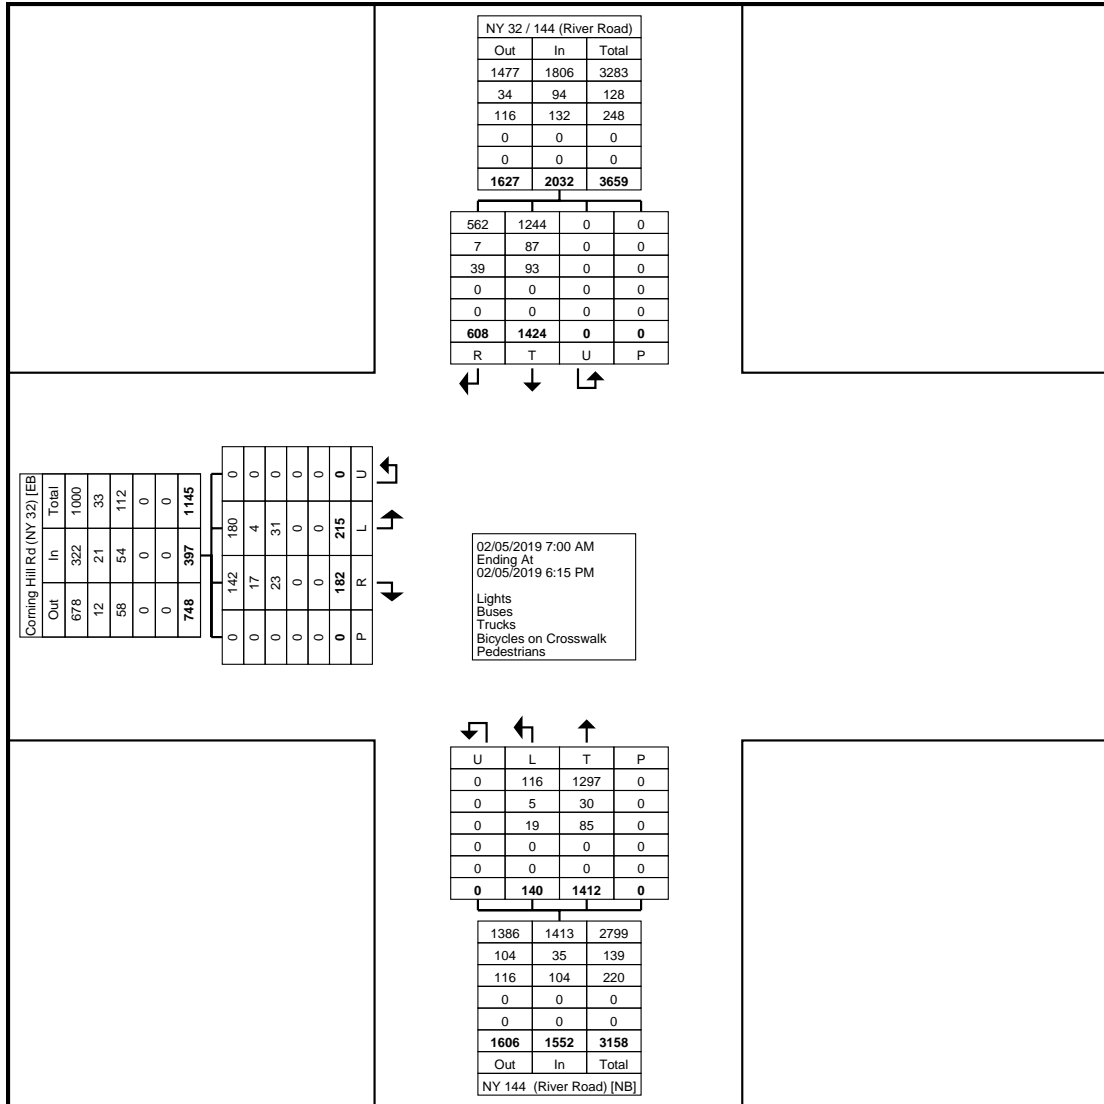 NY 32 / 144 (River Road)
Out In Total
1477 1806 3283
34 94 128
116 132 248
0 0 0
0 0 0
1627 2032 3659
562 1244 0 0
7 87 0 0
39 93 0 0
0 0 0 0
0 0 0 0
608 1424 0 0
R T U P
Corning Hill Rd (NY 32) [EB
Out In Total
678 322 1000
12 21 33
58 54 112
0 0 0
0 0 0
748 397 1145
0 142 180 0
0 17 4 0
0 23 31 0
0 0 0 0
0 0 0 0
0 182 215 0
P R L U
02/05/2019 7:00 AM
Ending At
02/05/2019 6:15 PM
Lights
Buses
Trucks
Bicycles on Crosswalk
Pedestrians
U L T P
0 116 1297 0
0 5 30 0
0 19 85 0
0 0 0 0
0 0 0 0
0 140 1412 0
1386 1413 2799
104 35 139
116 104 220
0 0 0
0 0 0
1606 1552 3158
Out In Total
NY 144 (River Road) [NB]